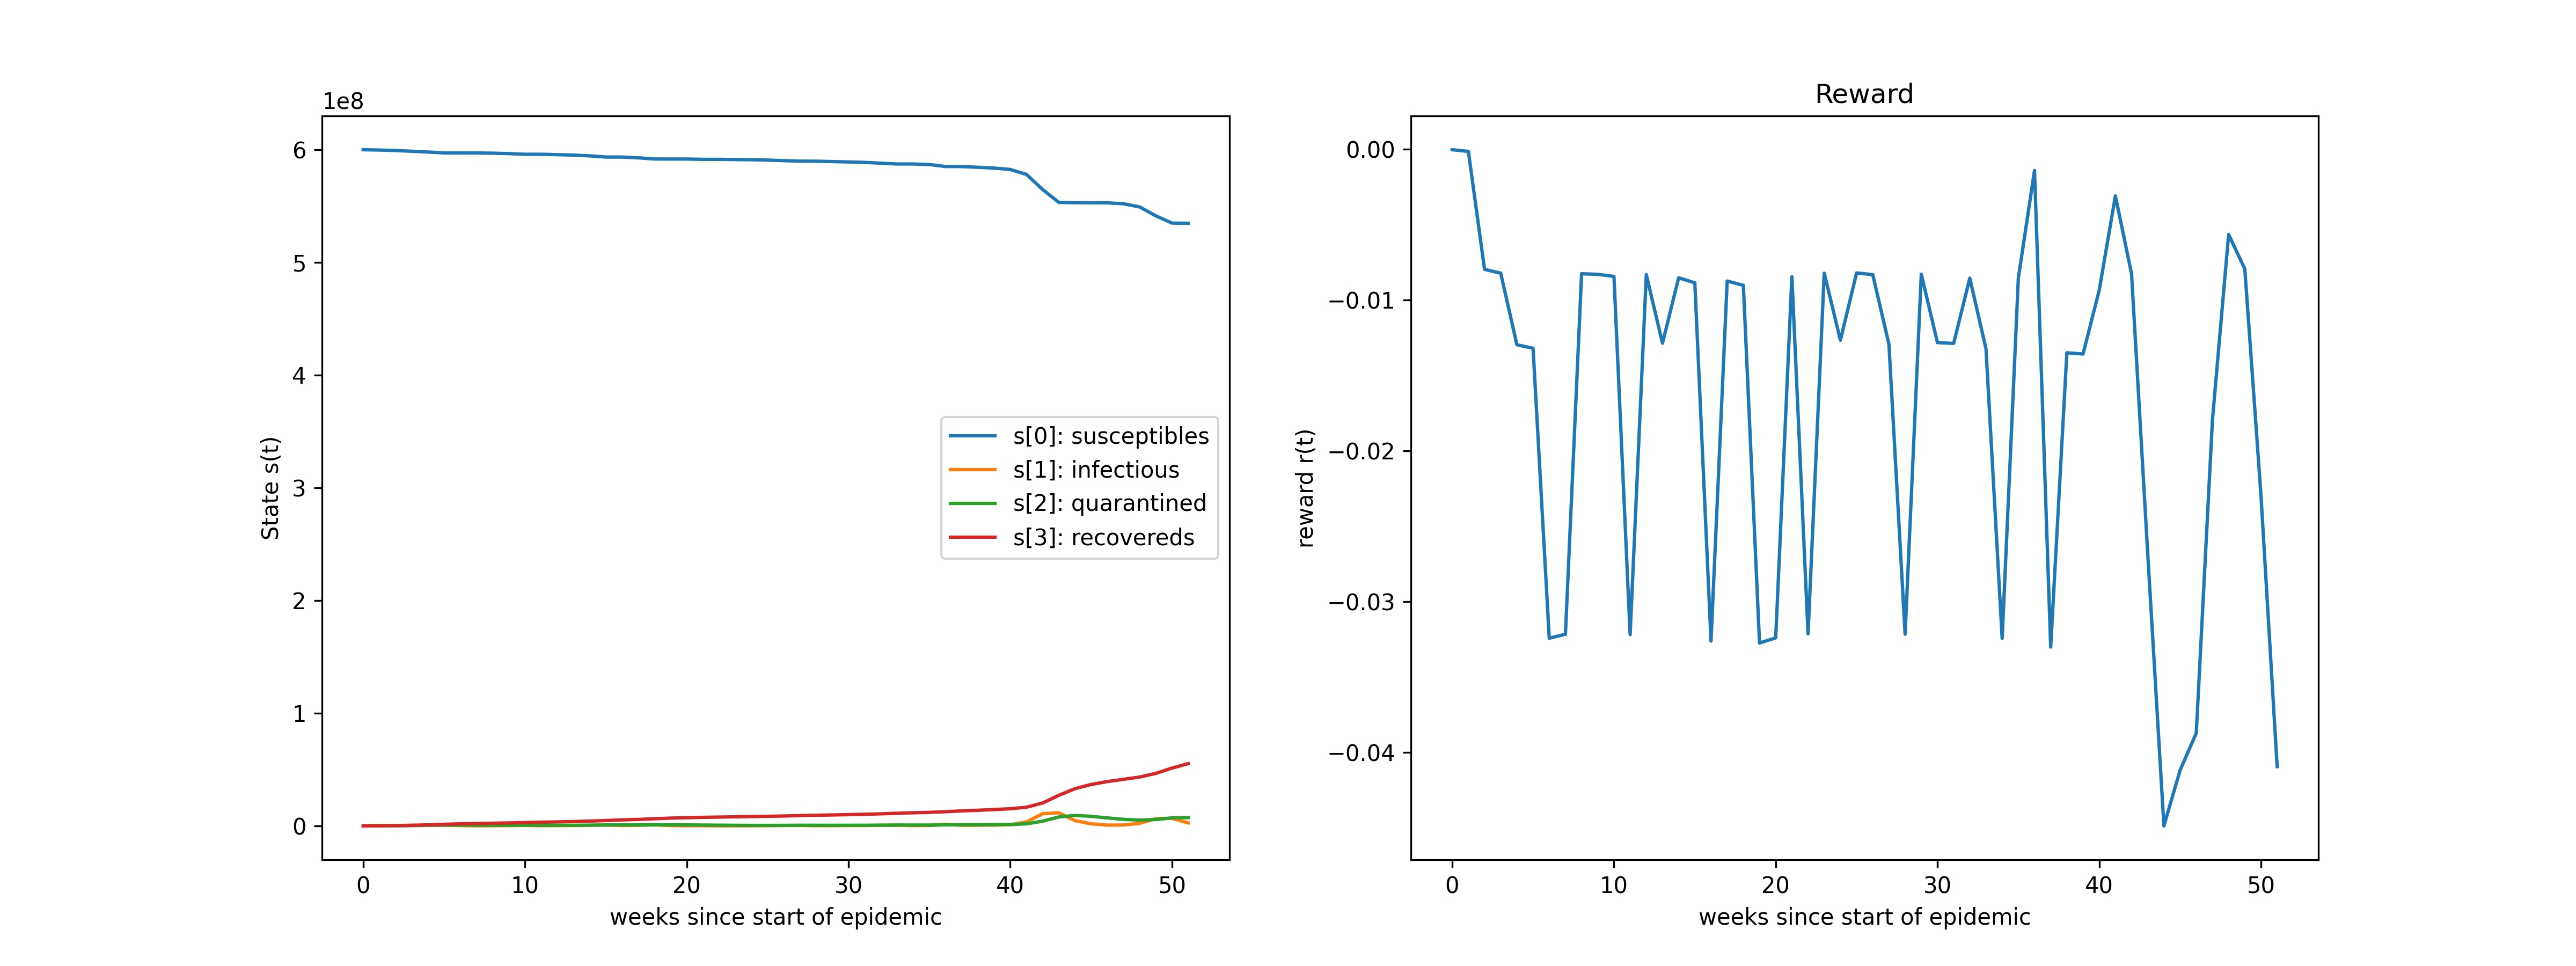 1e8
6
5
4
3
2
1
0
State s(t)
s[0]: susceptibles
s[1]: infectious
s[2]: quarantined
s[3]: recovereds
0 10 20 30 40 50
weeks since start of epidemic
Reward
0.00
−0.01
−0.02
−0.03
−0.04
reward r(t)
0 10 20 30 40 50
weeks since start of epidemic